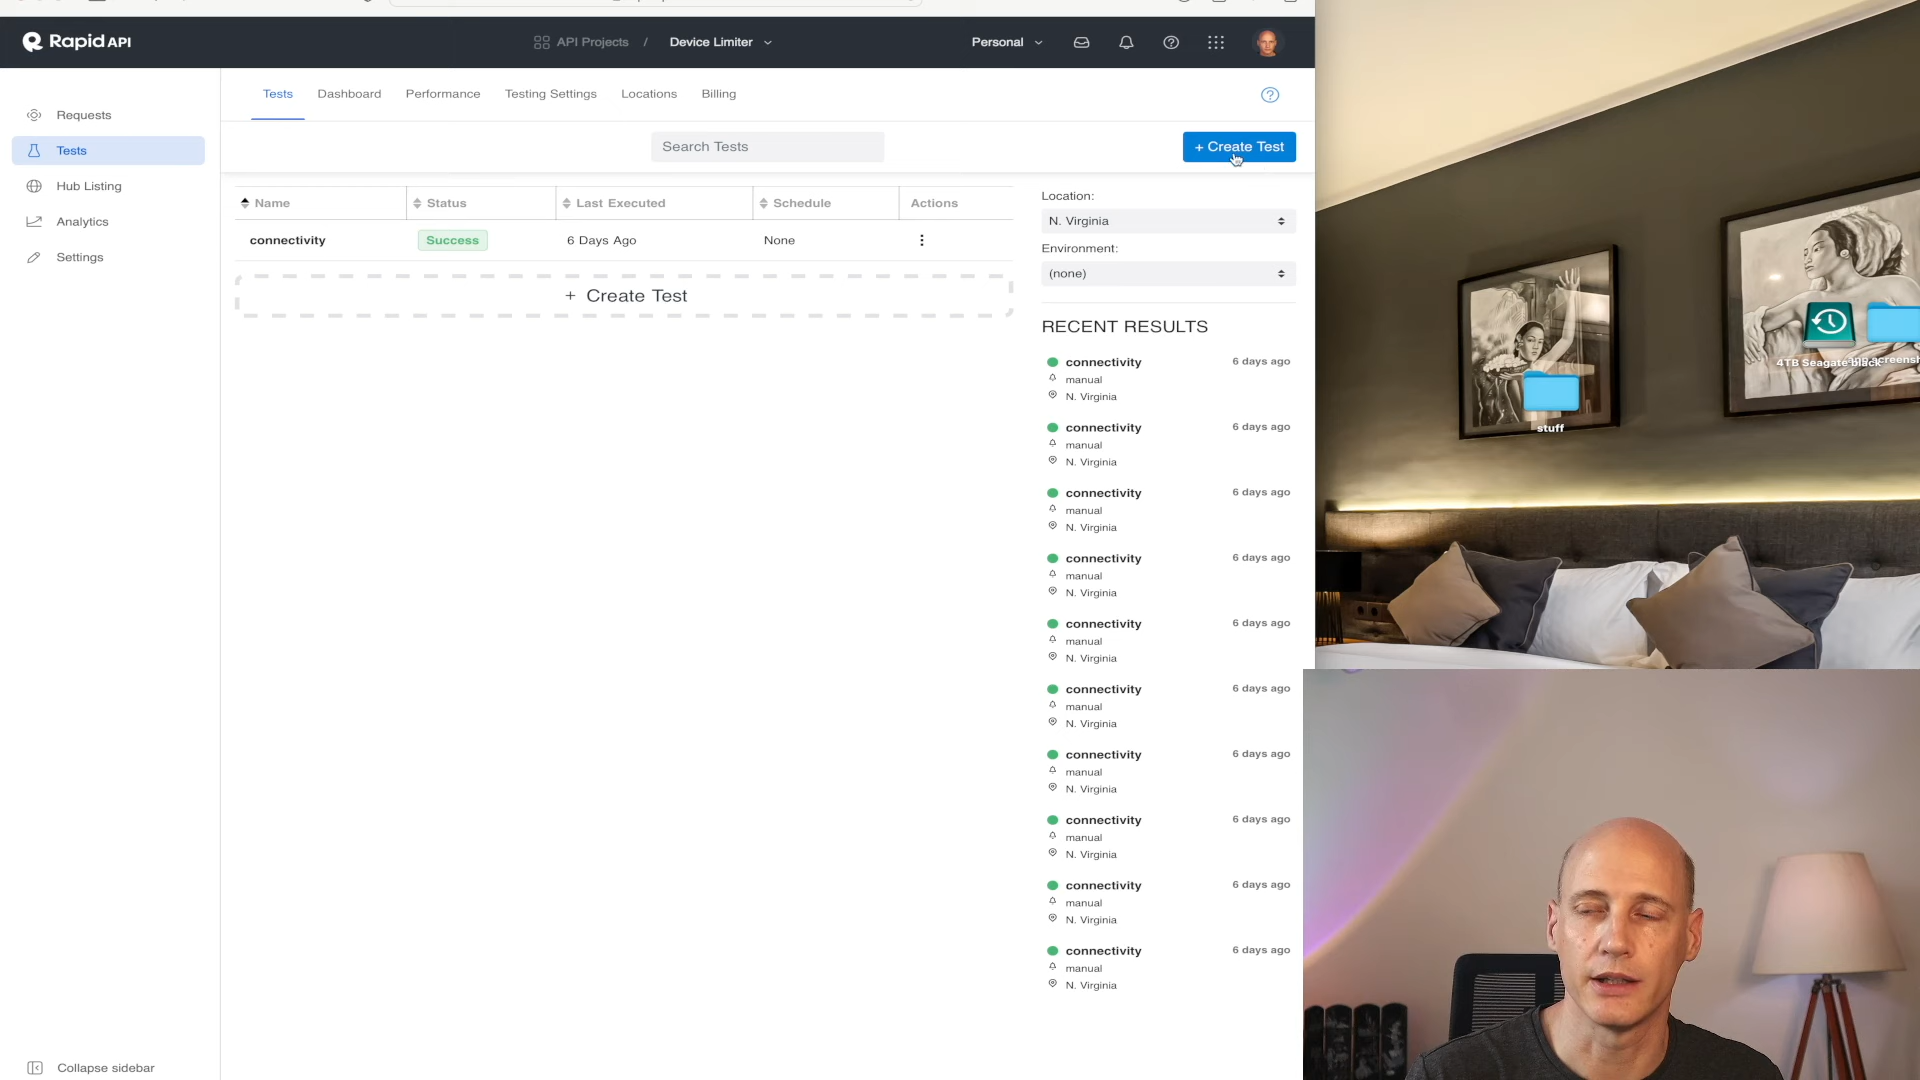 Rapid API
API Projects / Device Limiter
Personal
Requests
Tests
Hub Listing
Analytics
Settings
Collapse sidebar
Tests Dashboard Performance Testing Settings Locations Billing
Search Tests
+ Create Test
Name Status Last Executed Schedule Actions
connectivity Success 6 Days Ago None
+ Create Test
Location:
N. Virginia
Environment:
(none)
RECENT RESULTS
connectivity 6 days ago
manual
N. Virginia
connectivity 6 days ago
manual
N. Virginia
connectivity 6 days ago
manual
N. Virginia
connectivity 6 days ago
manual
N. Virginia
connectivity 6 days ago
manual
N. Virginia
connectivity 6 days ago
manual
N. Virginia
connectivity 6 days ago
manual
N. Virginia
connectivity 6 days ago
manual
N. Virginia
connectivity 6 days ago
manual
N. Virginia
connectivity 6 days ago
manual
N. Virginia
4TB Seagate
stuff